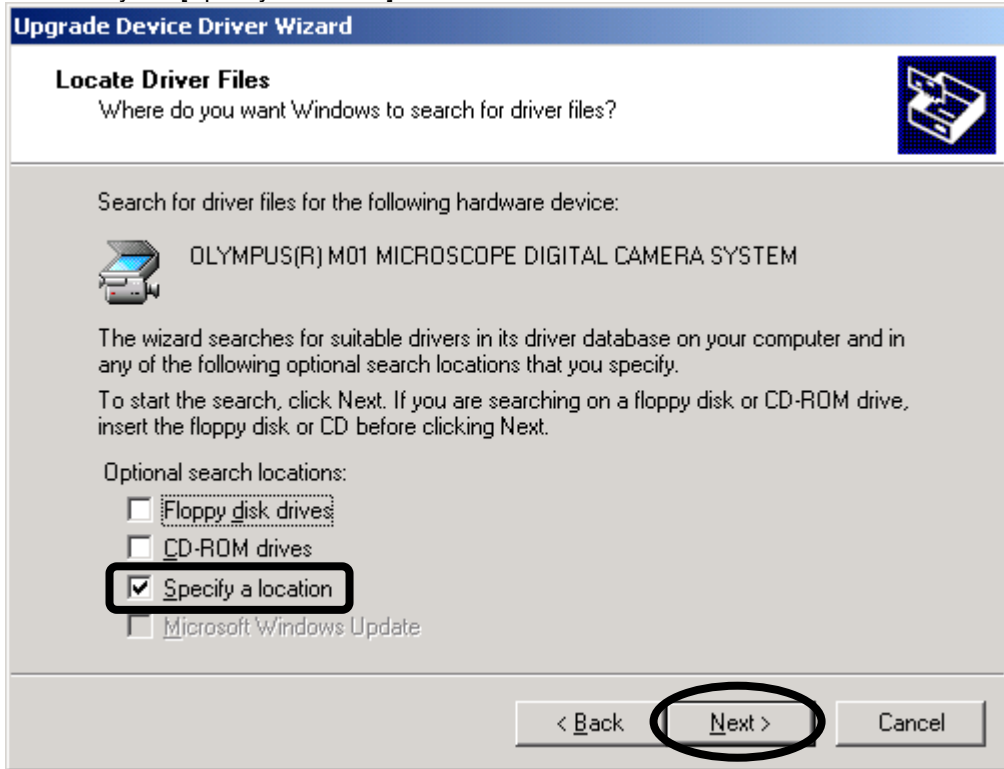 Upgrade Device Driver Wizard
Locate Driver Files
Where do you want Windows to search for driver files?
Search for driver files for the following hardware device:
OLYMPUS(R) M01 MICROSCOPE DIGITAL CAMERA SYSTEM
The wizard searches for suitable drivers in its driver database on your computer and in
any of the following optional search locations that you specify.
To start the search, click Next. If you are searching on a floppy disk or CD-ROM drive,
insert the floppy disk or CD before clicking Next.
Optional search locations:
Floppy disk drives
CD-ROM drives
Specify a location
Microsoft Windows Update
< Back Next > Cancel